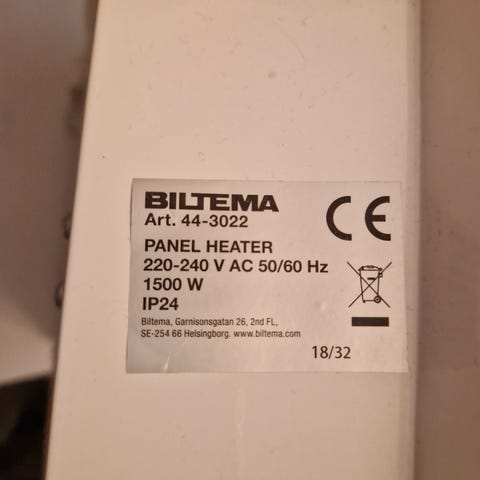 BILTEMA
Art. 44-3022
CE
PANEL HEATER
220-240 V AC 50/60 Hz
1500 W
IP24
Biltema, Garnisonsgatan 26, 2nd FL,
SE-254 66 Helsingborg. www.biltema.com
18/32